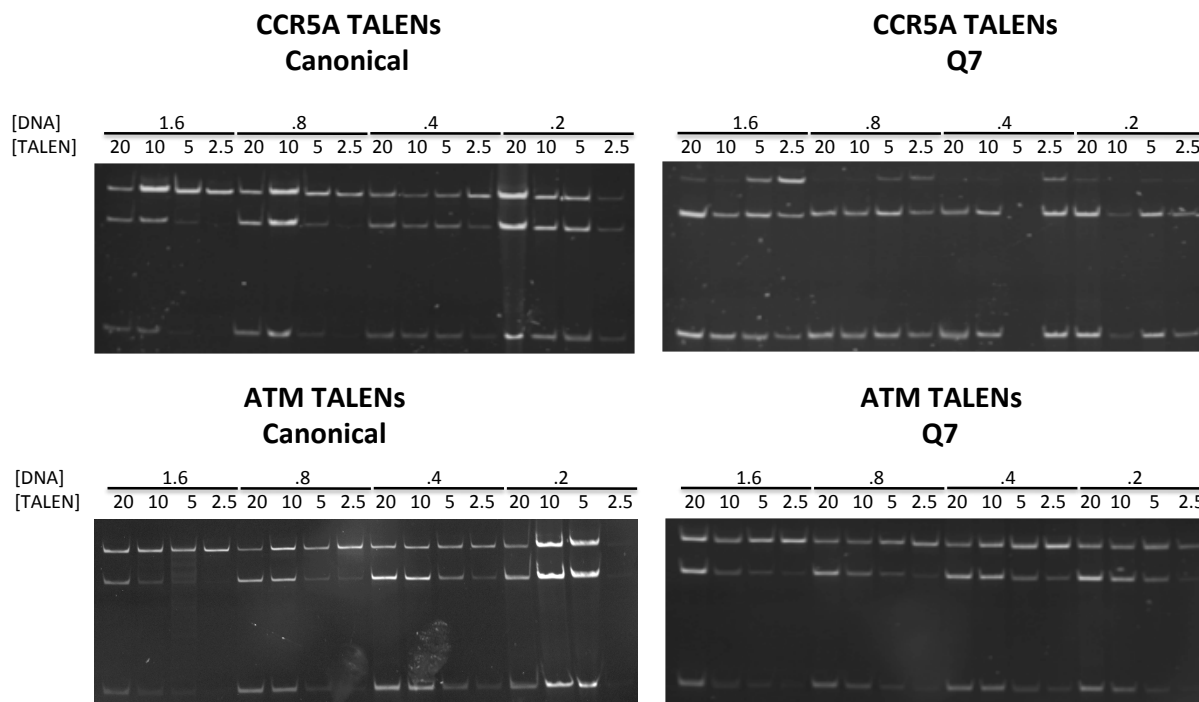 CCR5A TALENs
Canonical
[DNA] 1.6 .8 .4 .2
[TALEN] 20 10 5 2.5 20 10 5 2.5 20 10 5 2.5 20 10 5 2.5
CCR5A TALENs
Q7
1.6 .8 .4 .2
20 10 5 2.5 20 10 5 2.5 20 10 5 2.5 20 10 5 2.5
ATM TALENs
Canonical
[DNA] 1.6 .8 .4 .2
[TALEN] 20 10 5 2.5 20 10 5 2.5 20 10 5 2.5 20 10 5 2.5
ATM TALENs
Q7
1.6 .8 .4 .2
20 10 5 2.5 20 10 5 2.5 20 10 5 2.5 20 10 5 2.5